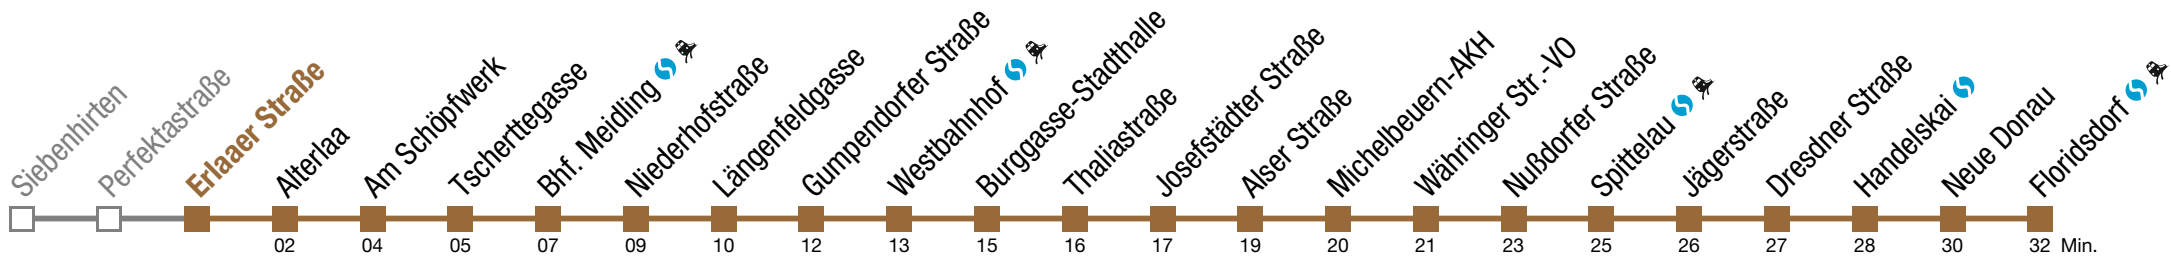 Siebenhirten
Perfektastraße
Erlaaer Straße
Alterlaa
Am Schöpfwerk
Tscherttegasse
Bhf. Meidling
Niederhofstraße
Längenfeldgasse
Gumpendorfer Straße
Westbahnhof
Burggasse-Stadthalle
Thaliastraße
Josefstädter Straße
Alser Straße
Michelbeuern-AKH
Währinger Str.-VO
Nußdorfer Straße
Spittelau
Jägerstraße
Dresdner Straße
Handelskai
Neue Donau
Floridsdorf
02 04 05 07 09 10 12 13 15 16 17 19 20 21 23 25 26 27 28 30 32 Min.